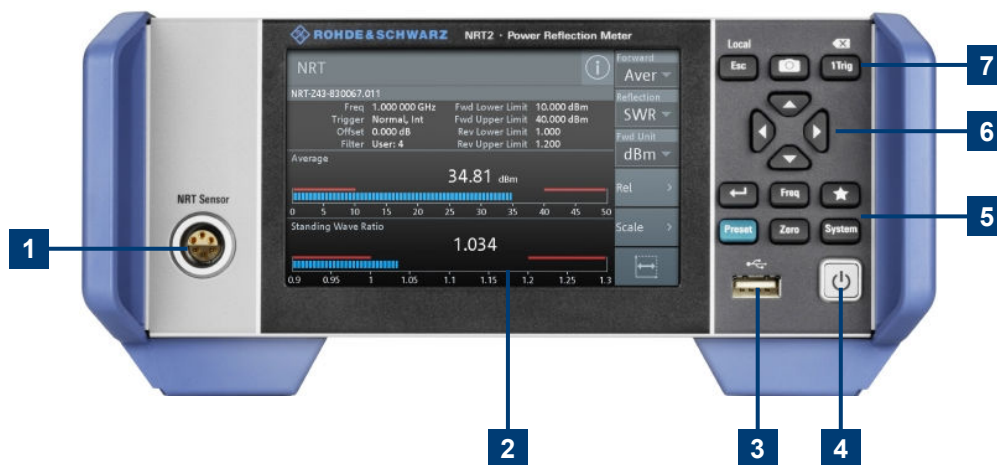 ROHDE & SCHWARZ NRT2 · Power Reflection Meter
NRT
i
NRT-Z43-830067.011
Freq 1.000 000 GHz Fwd Lower Limit 10.000 dBm
Trigger Normal, Int Fwd Upper Limit 40.000 dBm
Offset 0.000 dB Rev Lower Limit 1.000
Filter User: 4 Rev Upper Limit 1.200
Average
34.81 dBm
0 5 10 15 20 25 30 35 40 45 50
Standing Wave Ratio
1.034
0.9 0.95 1 1.05 1.1 1.15 1.2 1.25 1.3
Forward
Aver
Reflection
SWR
Fwd Unit
dBm
Rel >
Scale >
NRT Sensor
Local
Esc 1Trig
Freq
Preset Zero System
1
2
3
4
5
6
7